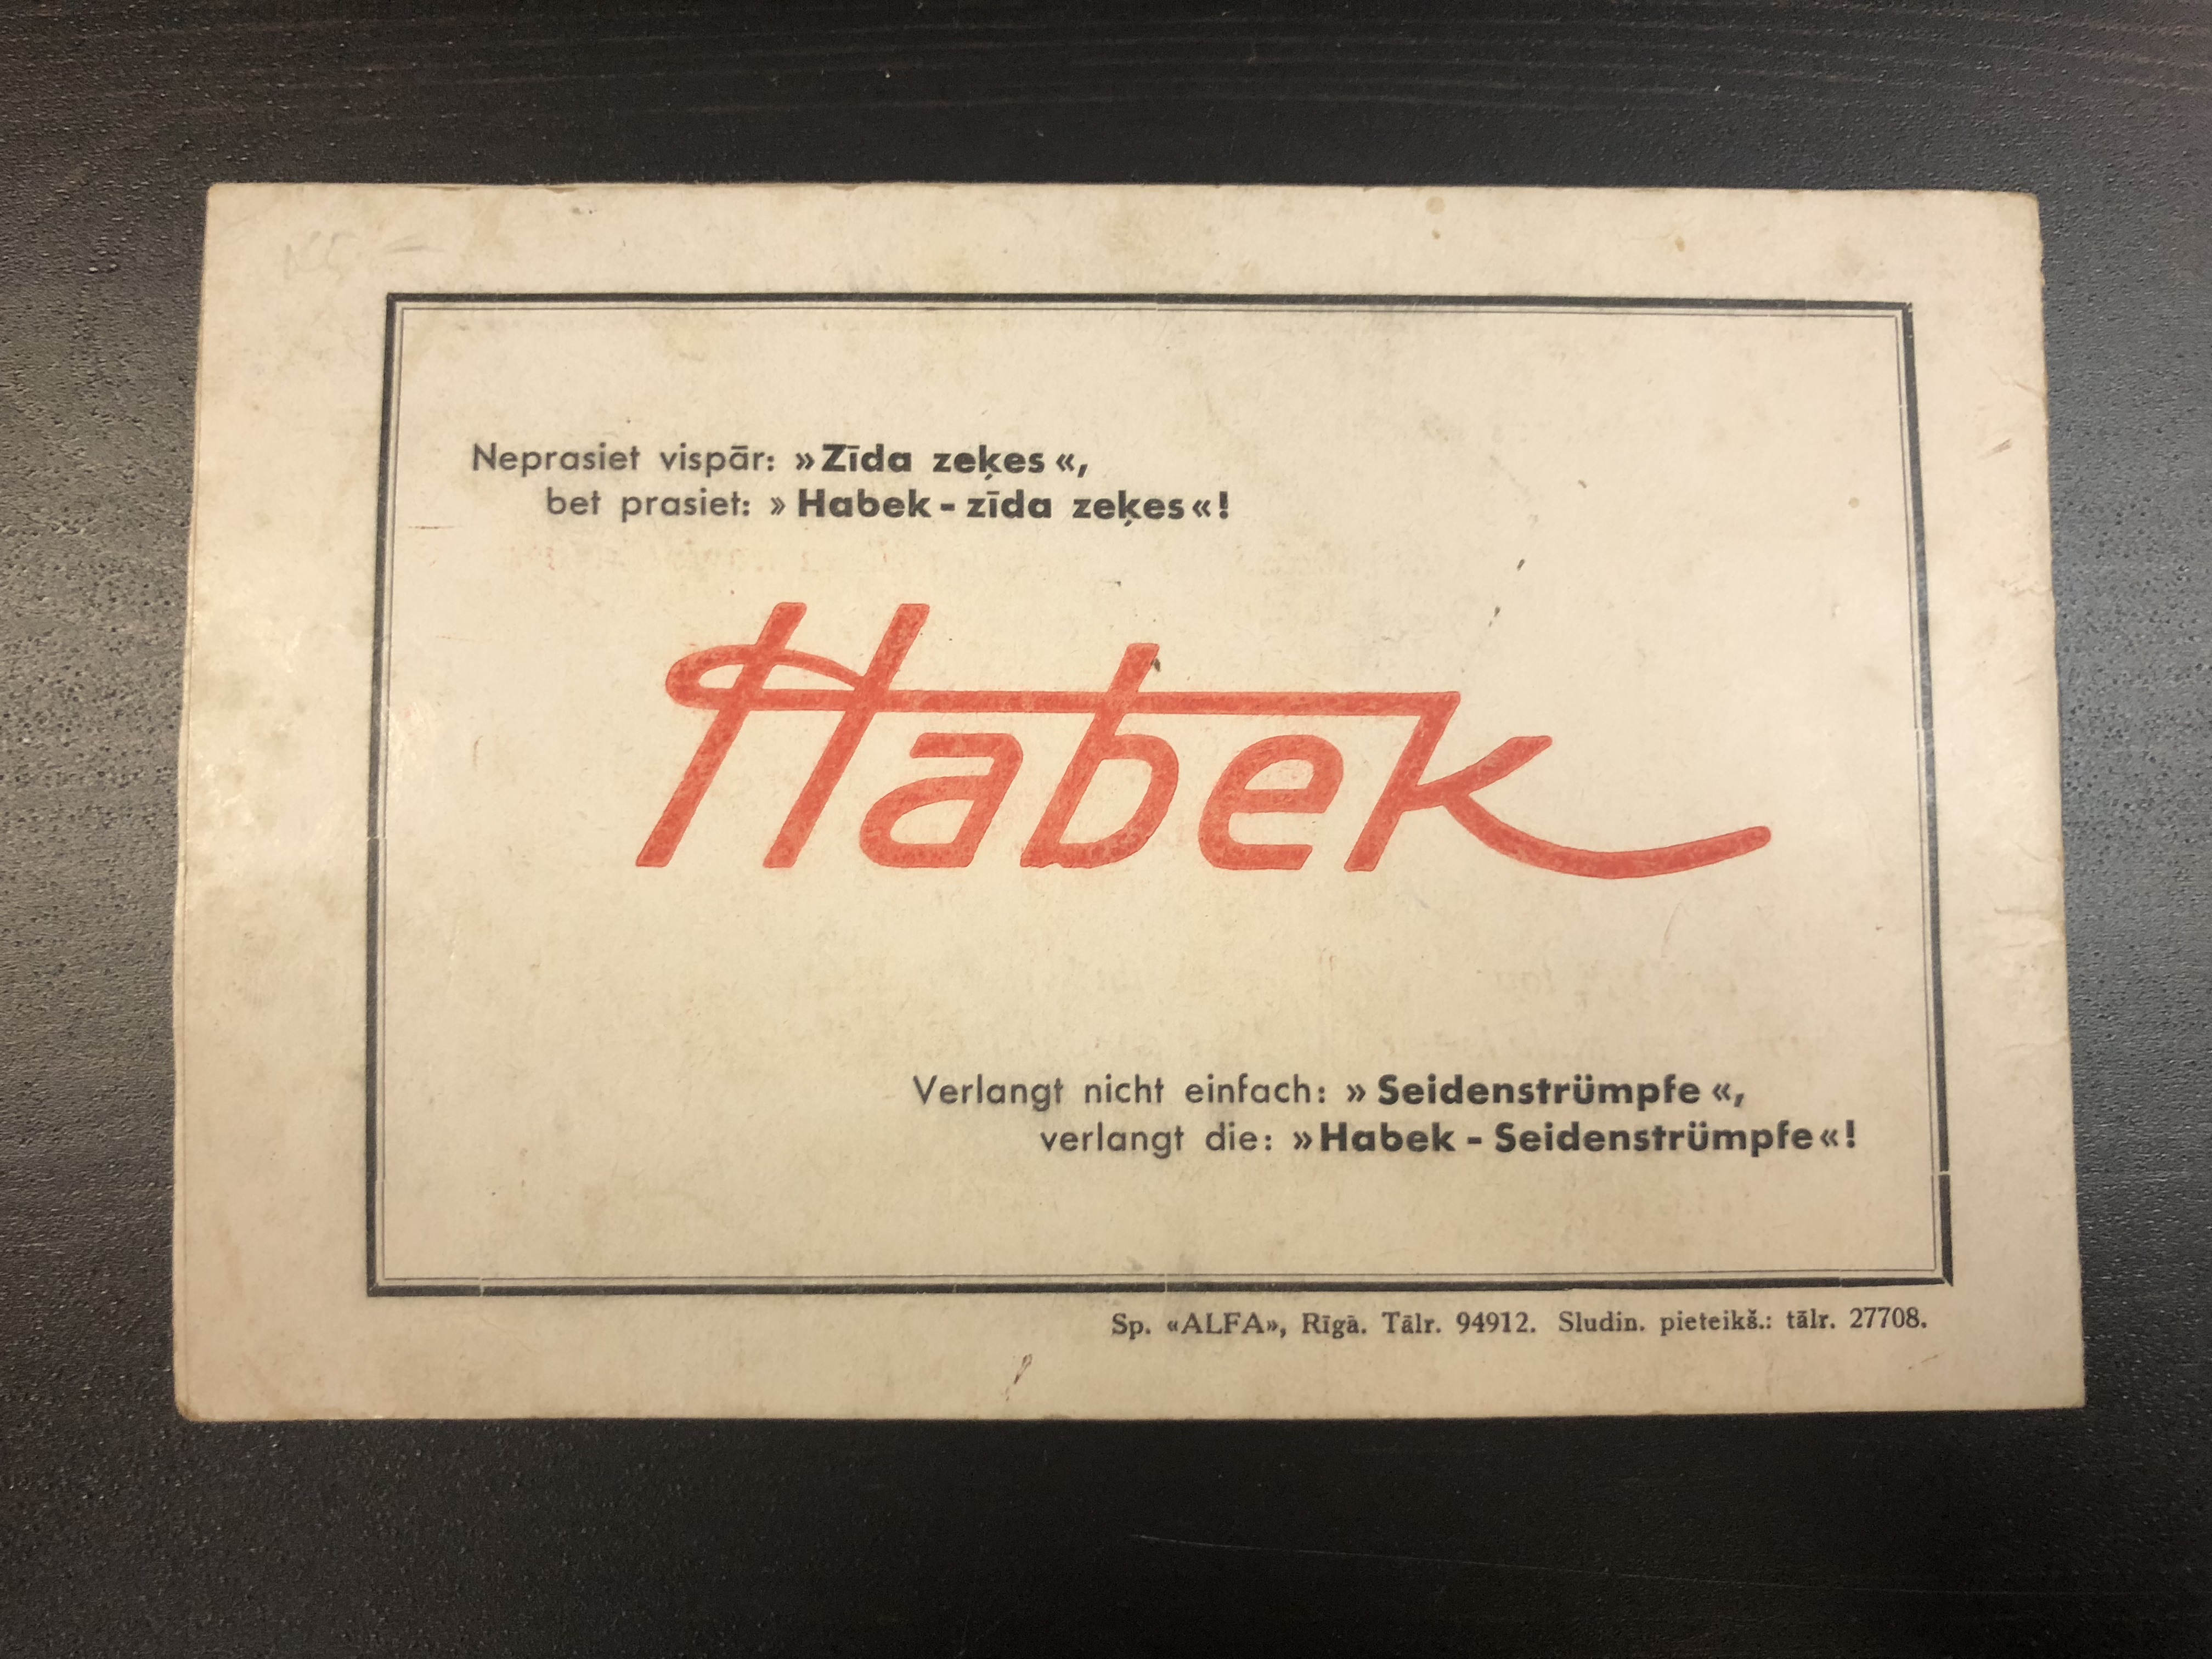 Neprasiet vispār: »Zīda zeķes«,
bet prasiet: »Habek - zīda zeķes«!
Habek
Verlangt nicht einfach: »Seidenstrümpfe«,
verlangt die: »Habek - Seidenstrümpfe«!
Sp. «ALFA», Rīgā. Tālr. 94912. Sludin. pieteikš.: tālr. 27708.